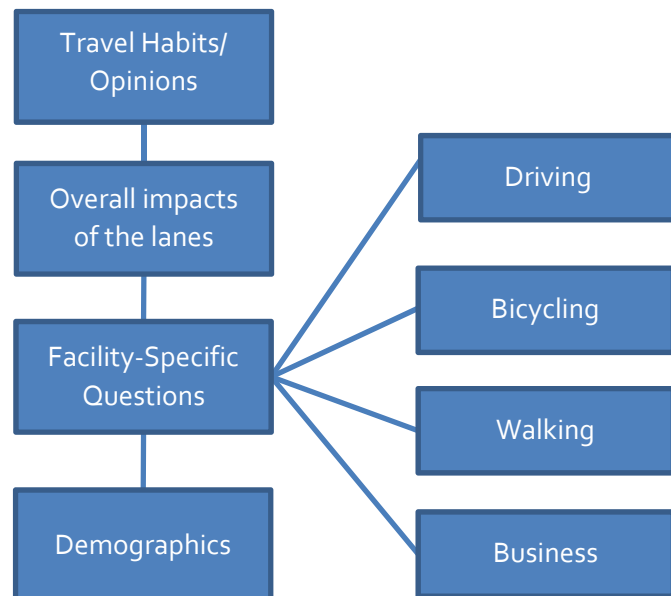 Travel Habits/
Opinions
Overall impacts
of the lanes
Facility-Specific
Questions
Demographics
Driving
Bicycling
Walking
Business